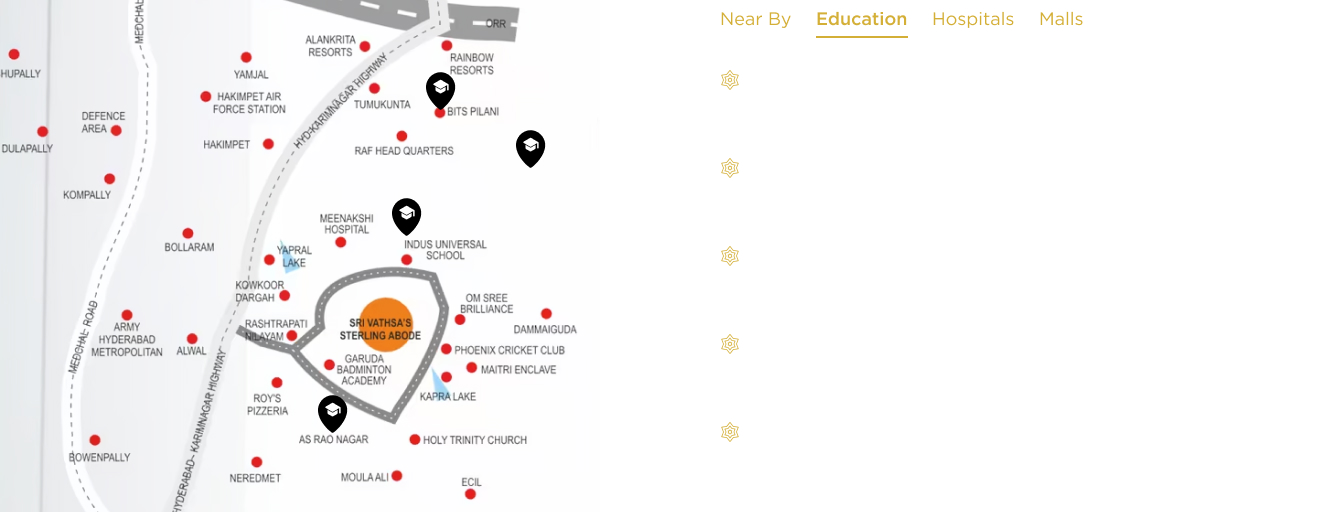 MEDCHAL
ORR
ALANKRITA
RESORTS
RAINBOW
RESORTS
HUPALLY
YAMJAL
HYD-KARIMNAGAR HIGHWAY
HAKIMPET AIR
FORCE STATION
TUMUKUNTA
BITS PILANI
DEFENCE
AREA
DULAPALLY
HAKIMPET
RAF HEAD QUARTERS
KOMPALLY
MEENAKSHI
HOSPITAL
BOLLARAM
YAPRAL
LAKE
INDUS UNIVERSAL
SCHOOL
KOWKOOR
DARGAH
OM SREE
BRILLIANCE
RASHTRAPATI
NILAYAM
SRI VATHSA'S
STERLING ABODE
DAMMAIGUDA
MEDCHAL ROAD
ARMY
HYDERABAD
METROPOLITAN
ALWAL
GARUDA
BADMINTON
ACADEMY
PHOENIX CRICKET CLUB
MAITRI ENCLAVE
KAPRA LAKE
ROY'S
PIZZERIA
HYDERABAD- KARIMNAGAR HIGHWAY
AS RAO NAGAR
HOLY TRINITY CHURCH
BOWENPALLY
NEREDMET
MOULA ALI
ECIL
Near By Education Hospitals Malls